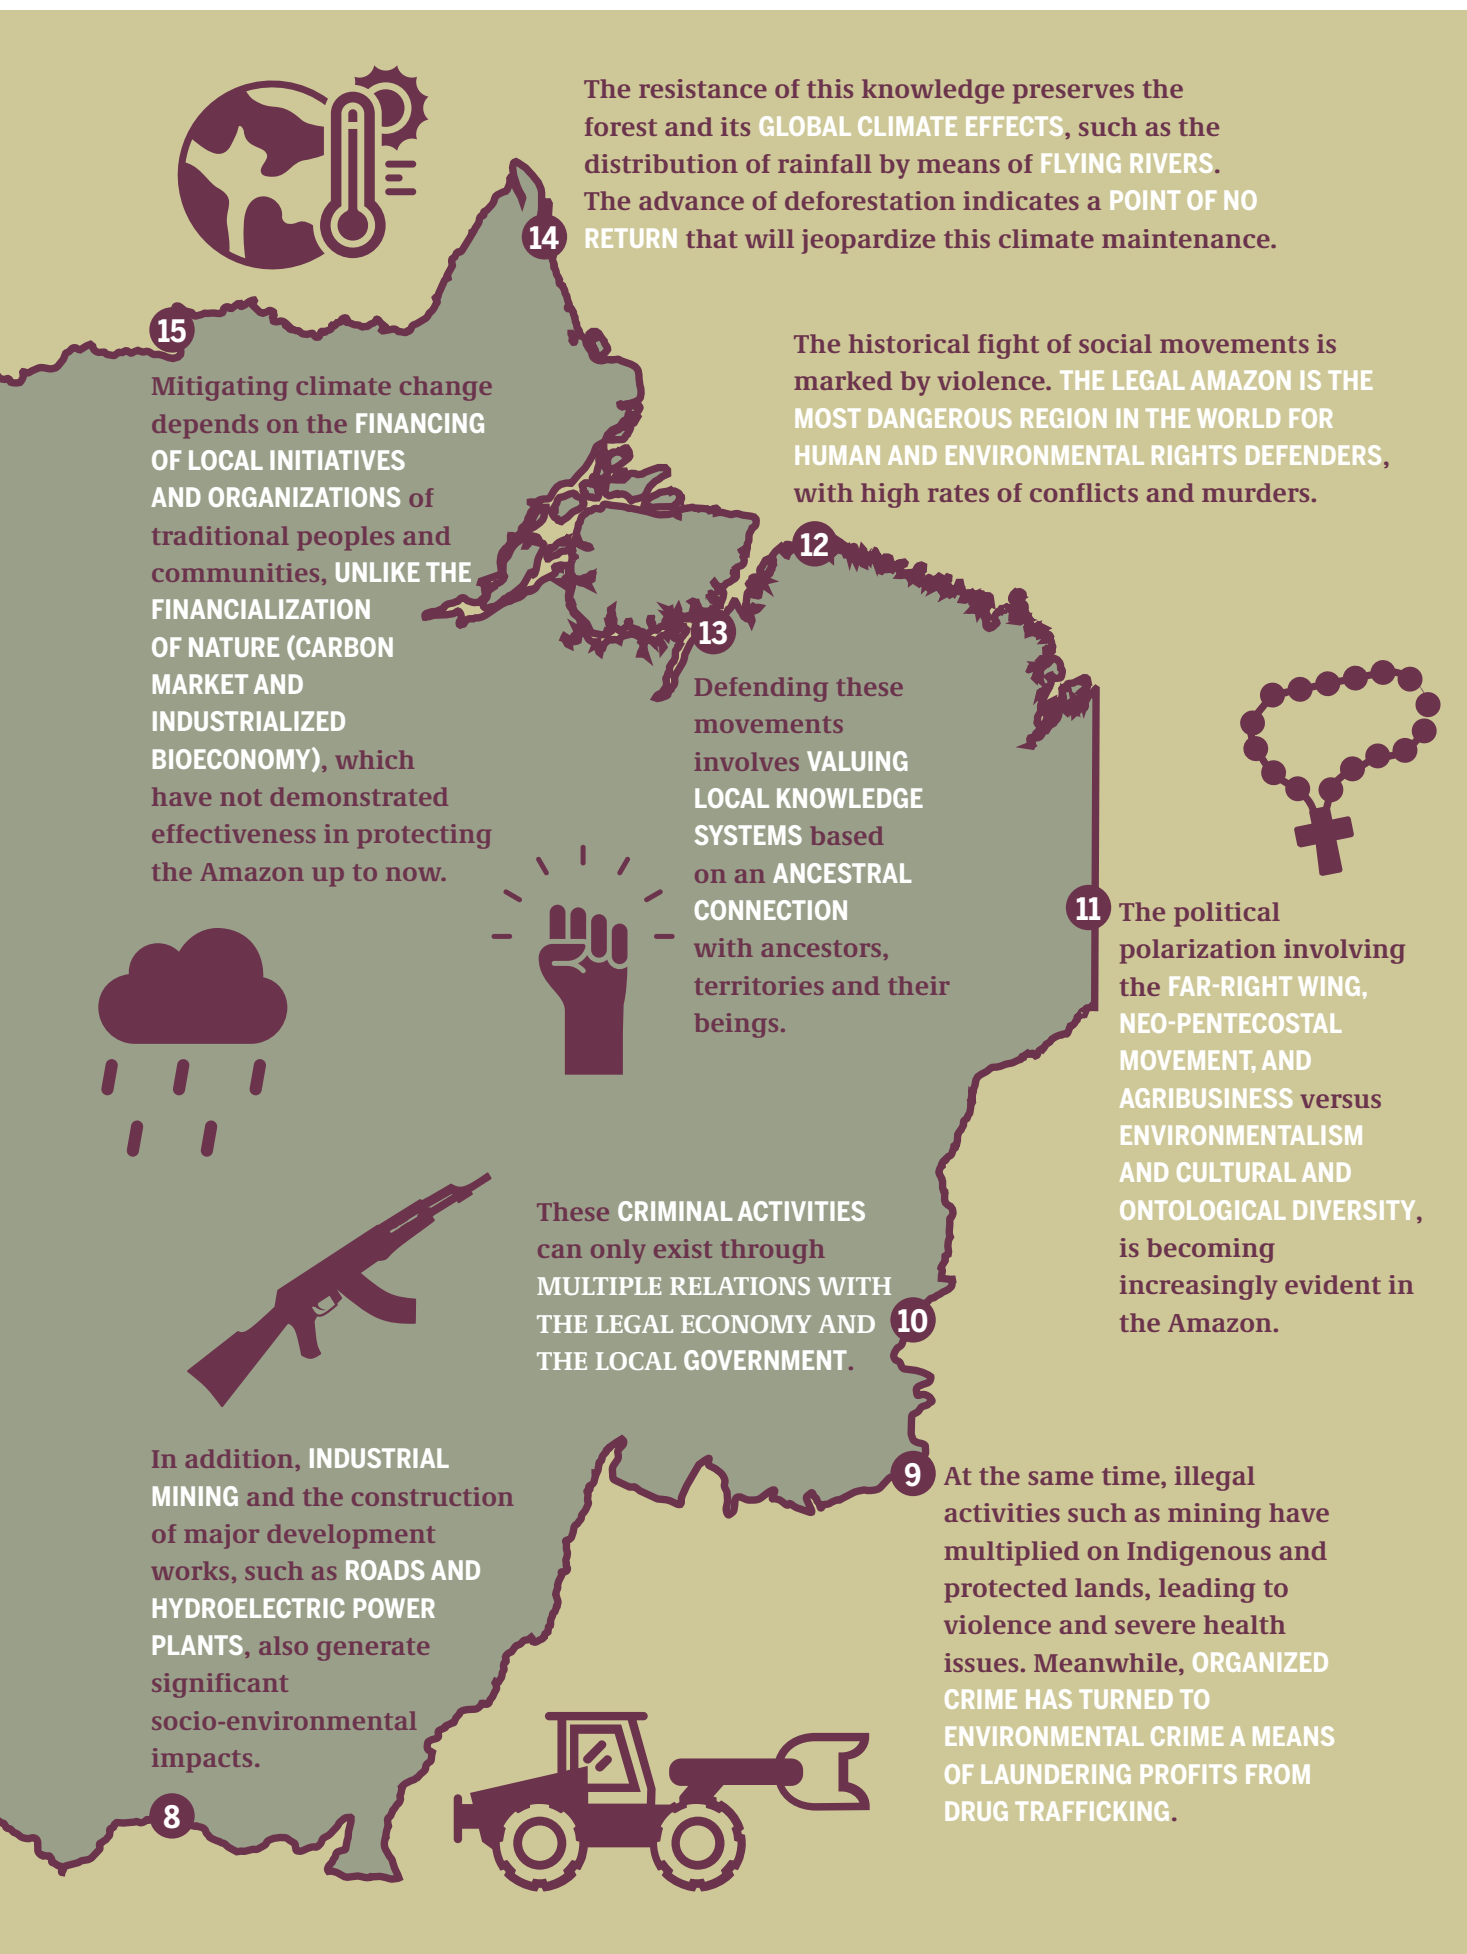 The resistance of this knowledge preserves the
forest and its GLOBAL CLIMATE EFFECTS, such as the
distribution of rainfall by means of FLYING RIVERS.
The advance of deforestation indicates a POINT OF NO
14 RETURN that will jeopardize this climate maintenance.
15
Mitigating climate change
depends on the FINANCING
OF LOCAL INITIATIVES
AND ORGANIZATIONS of
traditional peoples and
communities, UNLIKE THE
FINANCIALIZATION
OF NATURE (CARBON
MARKET AND
INDUSTRIALIZED
BIOECONOMY), which
have not demonstrated
effectiveness in protecting
the Amazon up to now.
The historical fight of social movements is
marked by violence. THE LEGAL AMAZON IS THE
MOST DANGEROUS REGION IN THE WORLD FOR
HUMAN AND ENVIRONMENTAL RIGHTS DEFENDERS,
with high rates of conflicts and murders.
12
13
Defending these
movements
involves VALUING
LOCAL KNOWLEDGE
SYSTEMS based
on an ANCESTRAL
CONNECTION
with ancestors,
territories and their
beings.
11 The political
polarization involving
the FAR-RIGHT WING,
NEO-PENTECOSTAL
MOVEMENT, AND
AGRIBUSINESS versus
ENVIRONMENTALISM
AND CULTURAL AND
ONTOLOGICAL DIVERSITY,
is becoming
increasingly evident in
the Amazon.
These CRIMINAL ACTIVITIES
can only exist through
MULTIPLE RELATIONS WITH
THE LEGAL ECONOMY AND 10
THE LOCAL GOVERNMENT.
9 At the same time, illegal
activities such as mining have
multiplied on Indigenous and
protected lands, leading to
violence and severe health
issues. Meanwhile, ORGANIZED
CRIME HAS TURNED TO
ENVIRONMENTAL CRIME A MEANS
OF LAUNDERING PROFITS FROM
DRUG TRAFFICKING.
In addition, INDUSTRIAL
MINING and the construction
of major development
works, such as ROADS AND
HYDROELECTRIC POWER
PLANTS, also generate
significant
socio-environmental
impacts.
8